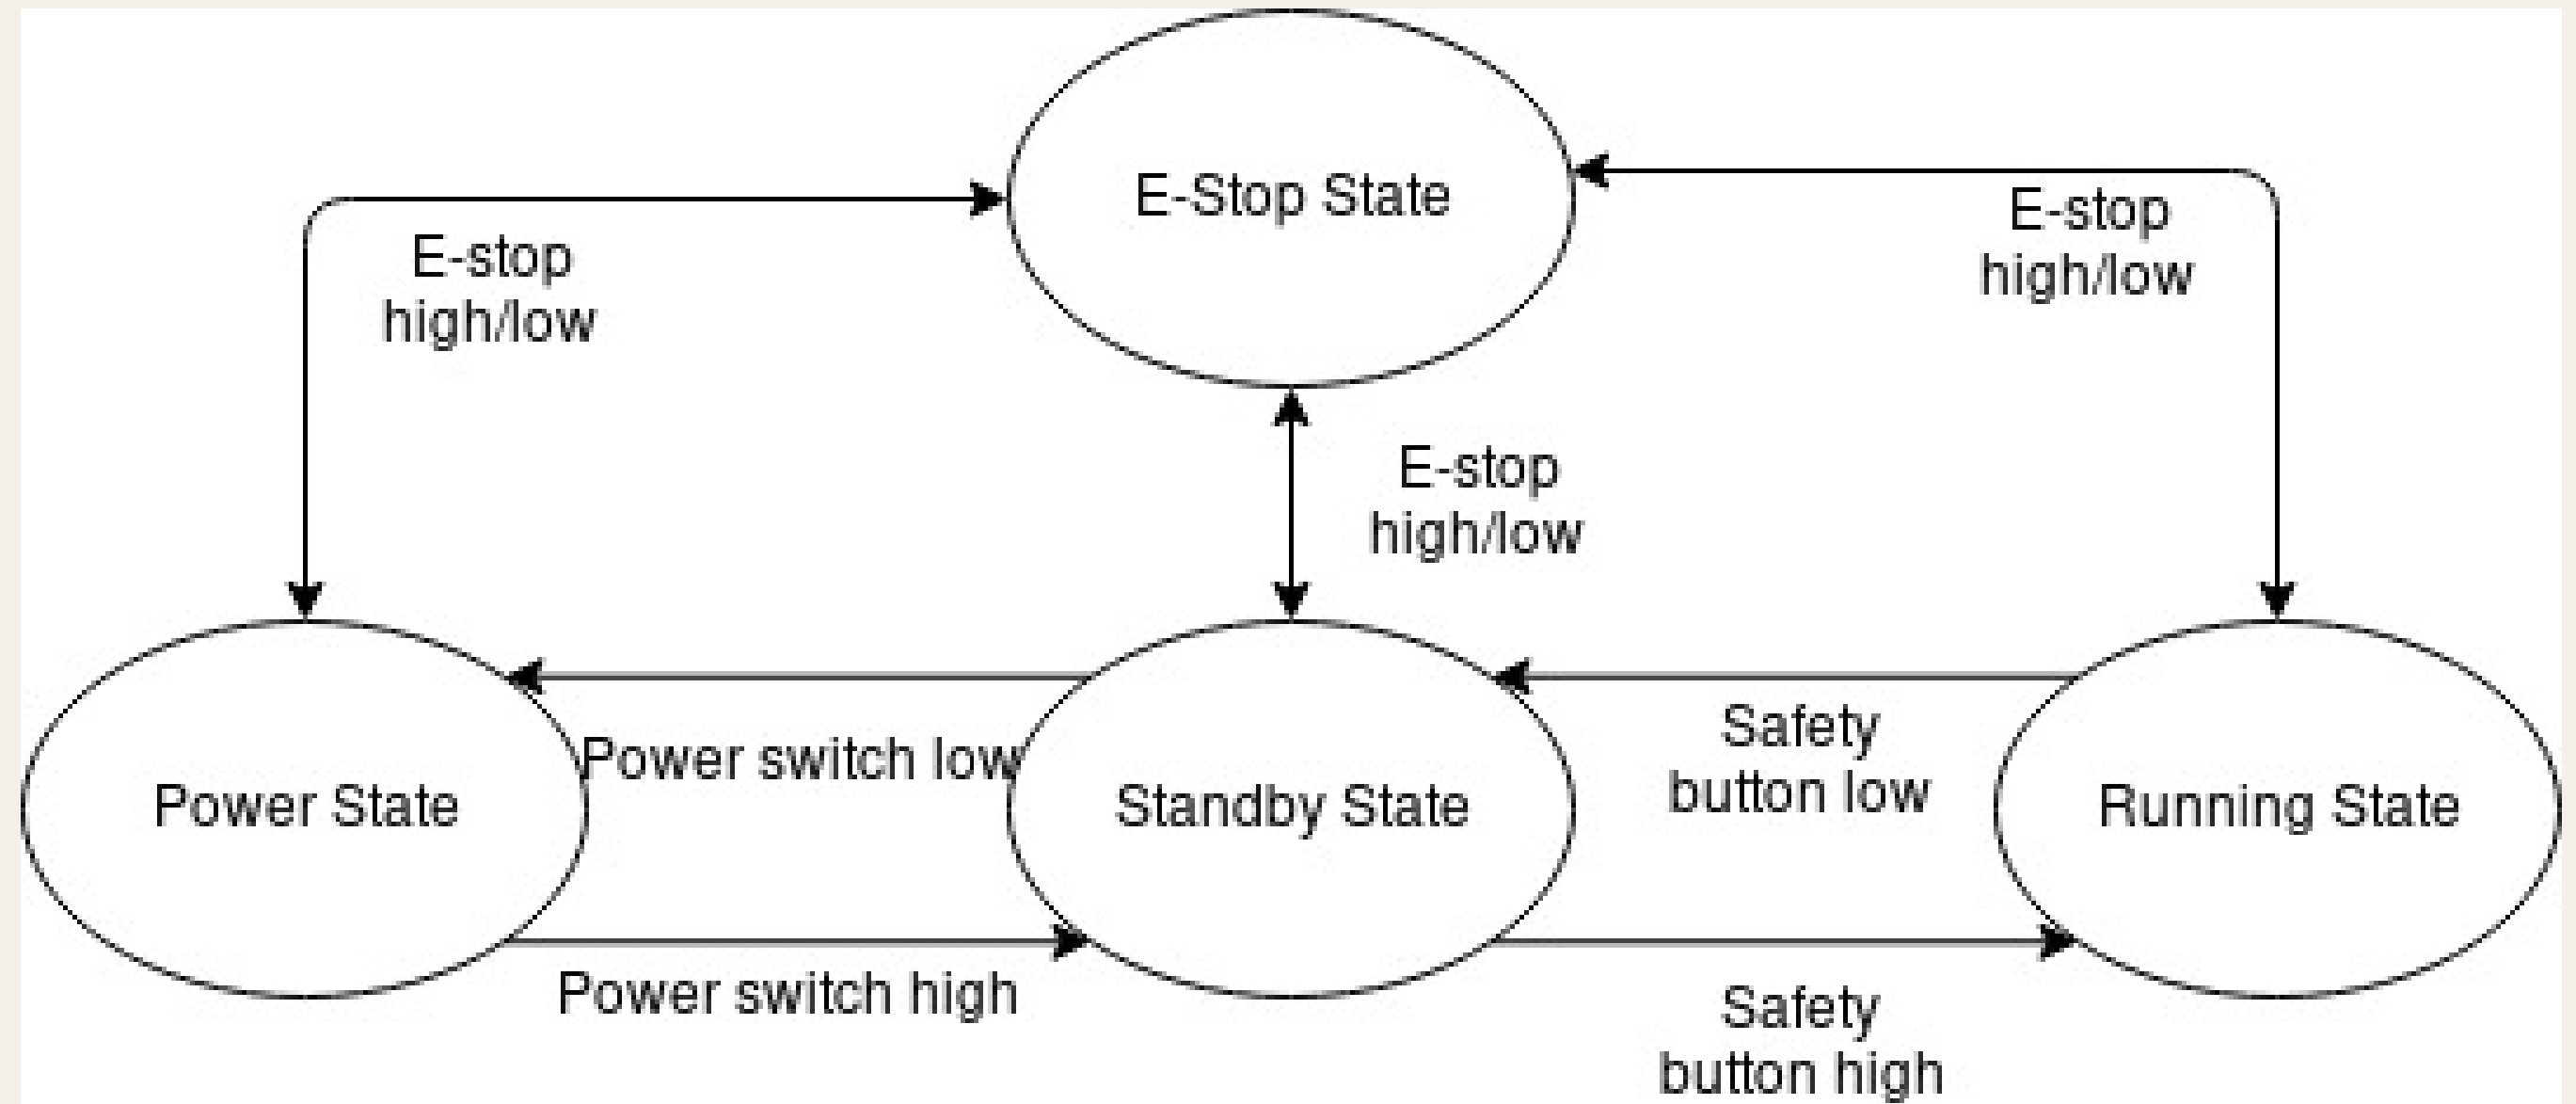 E-Stop State
E-stop
high/low
E-stop
high/low
E-stop
high/low
Power State
Power switch low
Standby State
Safety
button low
Running State
Power switch high
Safety
button high